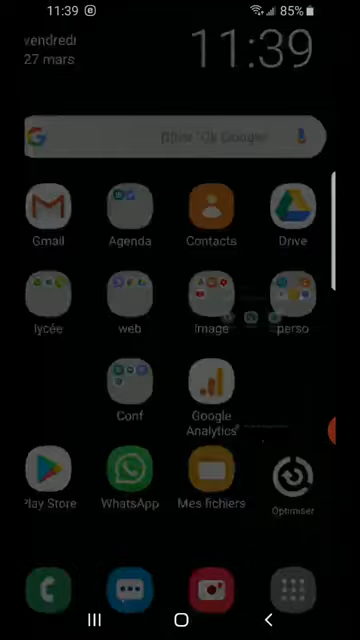 11:39 85%
vendredi
27 mars
11:39
Dites "Ok Google"
Gmail Agenda Contacts Drive
lycée web Image perso
Conf Google
Analytics
Play Store WhatsApp Mes fichiers Optimiser